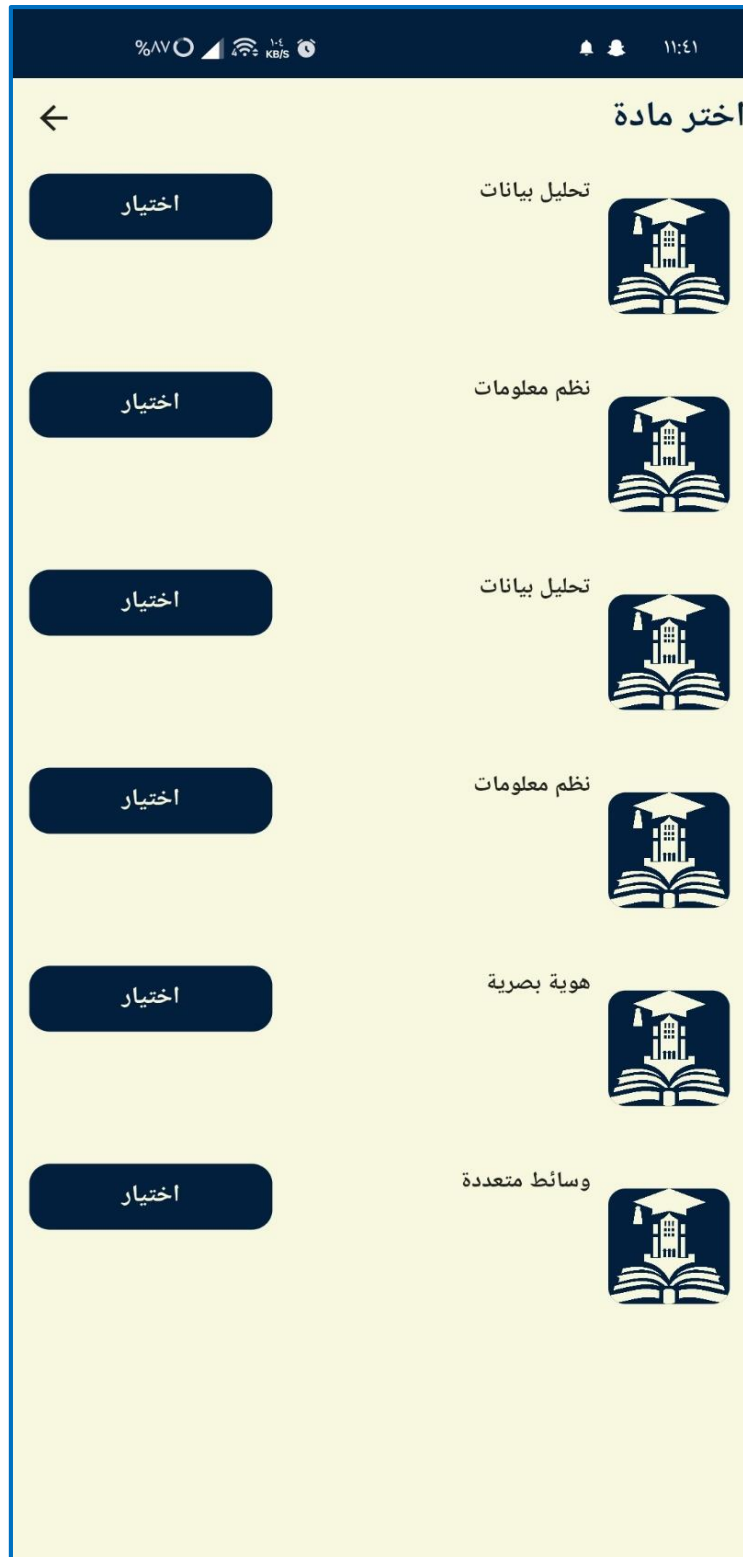 ١١:٤١
١٠٤ KB/S
%٨٧
اختر مادة
تحليل بيانات
اختيار
نظم معلومات
اختيار
تحليل بيانات
اختيار
نظم معلومات
اختيار
هوية بصرية
اختيار
وسائط متعددة
اختيار